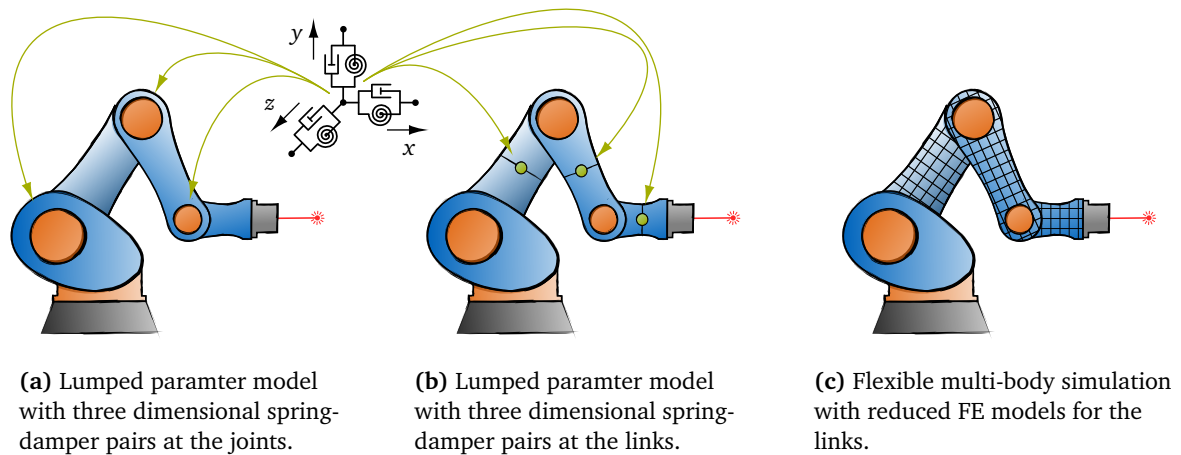 y
z
x
(a) Lumped paramter model
with three dimensional spring-
damper pairs at the joints.
(b) Lumped paramter model
with three dimensional spring-
damper pairs at the links.
(c) Flexible multi-body simulation
with reduced FE models for the
links.